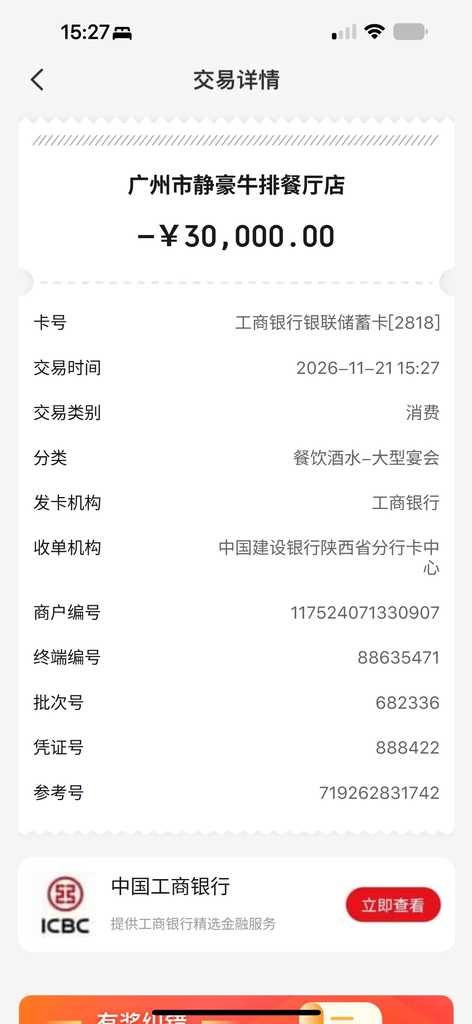 15:27
交易详情
广州市静豪牛排餐厅店
-¥30,000.00
卡号 工商银行银联储蓄卡[2818]
交易时间 2026-11-21 15:27
交易类别 消费
分类 餐饮酒水-大型宴会
发卡机构 工商银行
收单机构 中国建设银行陕西省分行卡中
心
商户编号 117524071330907
终端编号 88635471
批次号 682336
凭证号 888422
参考号 719262831742
中国工商银行
ICBC 提供工商银行精选金融服务
立即查看
有奖纠错